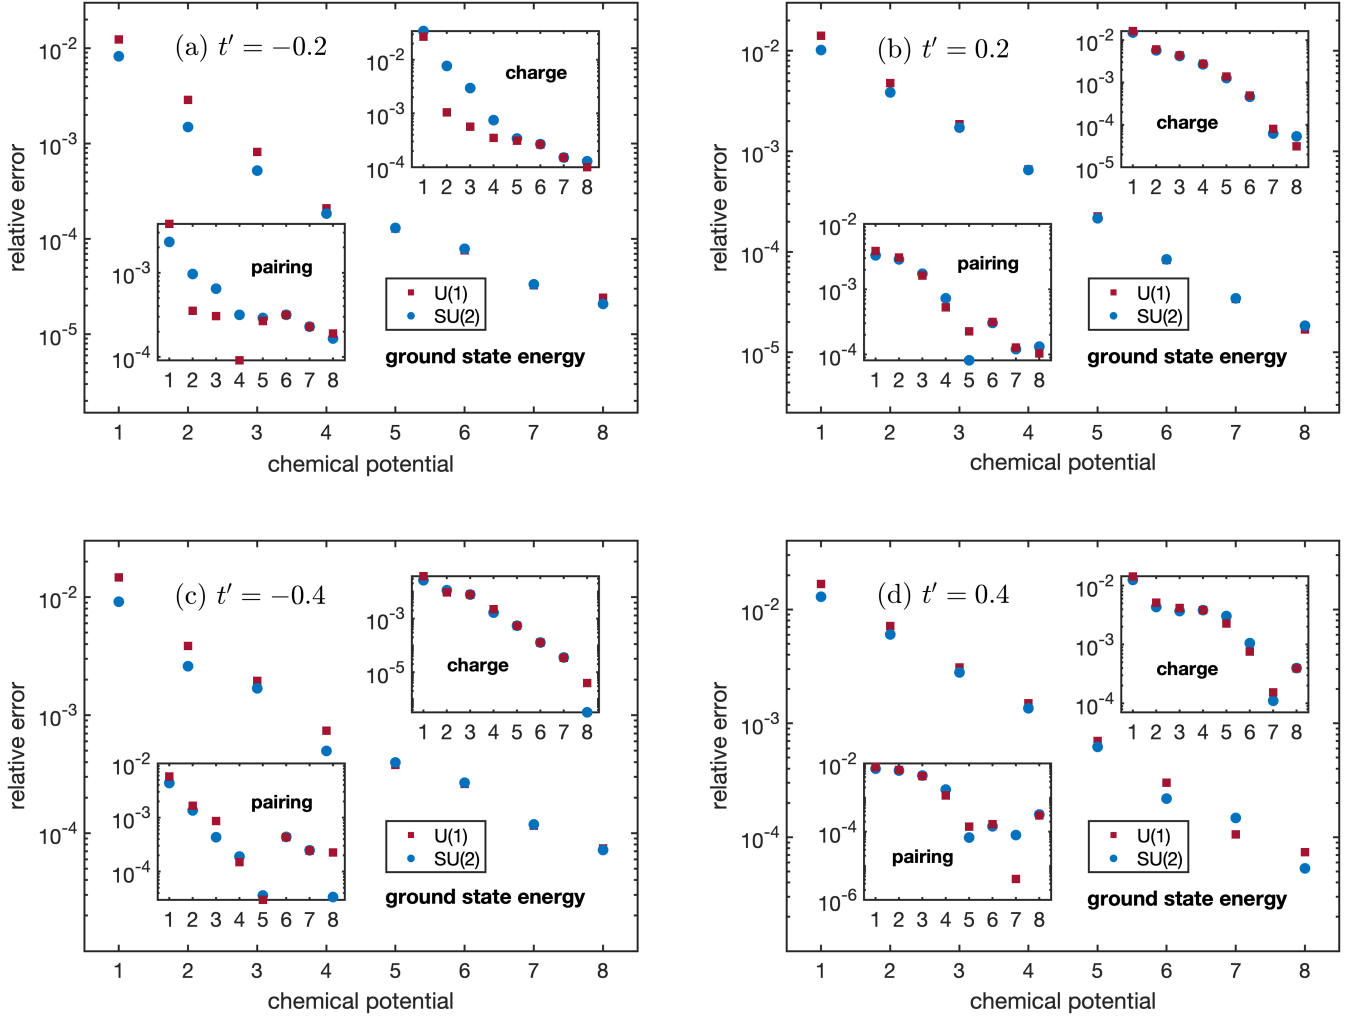 (a) t′ = −0.2
relative error
10⁻²
10⁻³
10⁻⁴
10⁻⁵
charge
10⁻²
10⁻³
10⁻⁴
1 2 3 4 5 6 7 8
pairing
10⁻³
10⁻⁴
1 2 3 4 5 6 7 8
U(1)
SU(2)
ground state energy
1 2 3 4 5 6 7 8
chemical potential
(b) t′ = 0.2
relative error
10⁻²
10⁻³
10⁻⁴
10⁻⁵
charge
10⁻²
10⁻³
10⁻⁴
10⁻⁵
1 2 3 4 5 6 7 8
pairing
10⁻²
10⁻³
10⁻⁴
1 2 3 4 5 6 7 8
U(1)
SU(2)
ground state energy
1 2 3 4 5 6 7 8
chemical potential
(c) t′ = −0.4
relative error
10⁻²
10⁻³
10⁻⁴
charge
10⁻³
10⁻⁵
1 2 3 4 5 6 7 8
pairing
10⁻²
10⁻³
10⁻⁴
1 2 3 4 5 6 7 8
U(1)
SU(2)
ground state energy
1 2 3 4 5 6 7 8
chemical potential
(d) t′ = 0.4
relative error
10⁻²
10⁻³
10⁻⁴
charge
10⁻²
10⁻³
10⁻⁴
1 2 3 4 5 6 7 8
pairing
10⁻²
10⁻⁴
10⁻⁶
1 2 3 4 5 6 7 8
U(1)
SU(2)
ground state energy
1 2 3 4 5 6 7 8
chemical potential